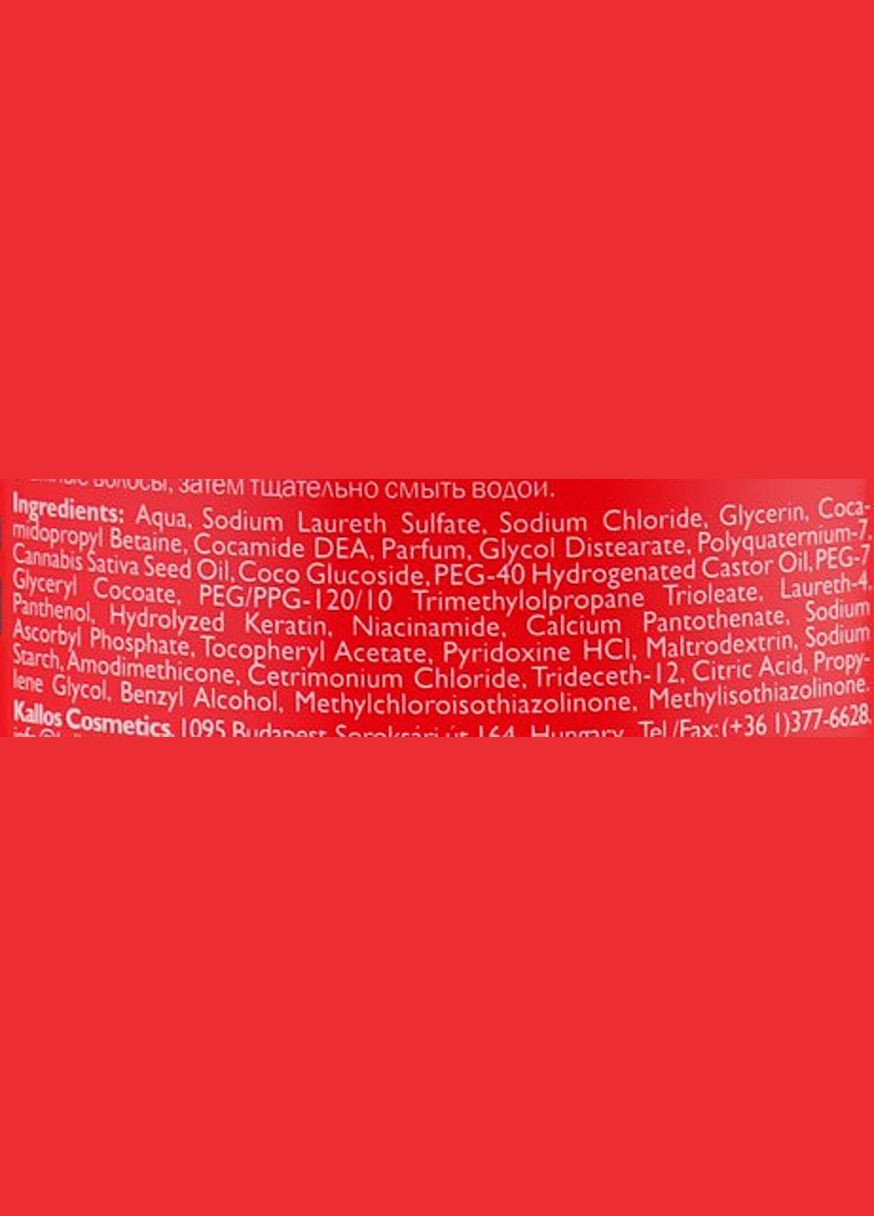 волосы, затем тщательно смыть водой.
Ingredients: Aqua, Sodium Laureth Sulfate, Sodium Chloride, Glycerin, Coca-
midopropyl Betaine, Cocamide DEA, Parfum, Glycol Distearate, Polyquaternium-7,
Cannabis Sativa Seed Oil, Coco Glucoside, PEG-40 Hydrogenated Castor Oil, PEG-7
Glyceryl Cocoate, PEG/PPG-120/10 Trimethylolpropane Trioleate, Laureth-4,
Panthenol, Hydrolyzed Keratin, Niacinamide, Calcium Pantothenate, Sodium
Ascorbyl Phosphate, Tocopheryl Acetate, Pyridoxine HCl, Maltrodextrin, Sodium
Starch, Amodimethicone, Cetrimonium Chloride, Trideceth-12, Citric Acid, Propy-
lene Glycol, Benzyl Alcohol, Methylchloroisothiazolinone, Methylisothiazolinone.
Kallos Cosmetics, 1095 Budapest Soroksári út 164, Hungary, Tel/Fax:(+36 1)377-6628,